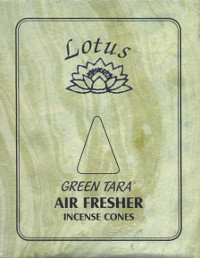 Lotus
GREEN TARA
AIR FRESHER
INCENSE CONES